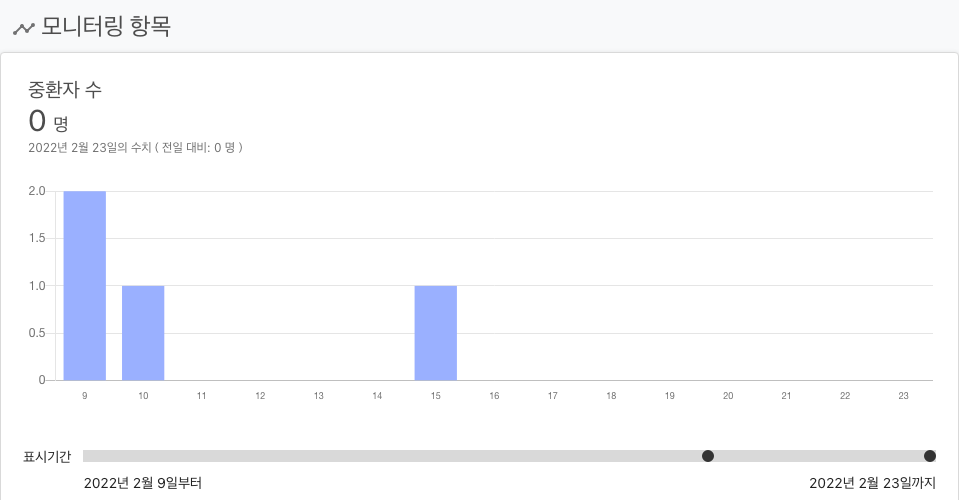 모니터링 항목
중환자 수
0 명
2022년 2월 23일의 수치 ( 전일 대비: 0 명 )
2.0
1.5
1.0
0.5
0
9 10 11 12 13 14 15 16 17 18 19 20 21 22 23
표시기간
2022년 2월 9일부터 2022년 2월 23일까지